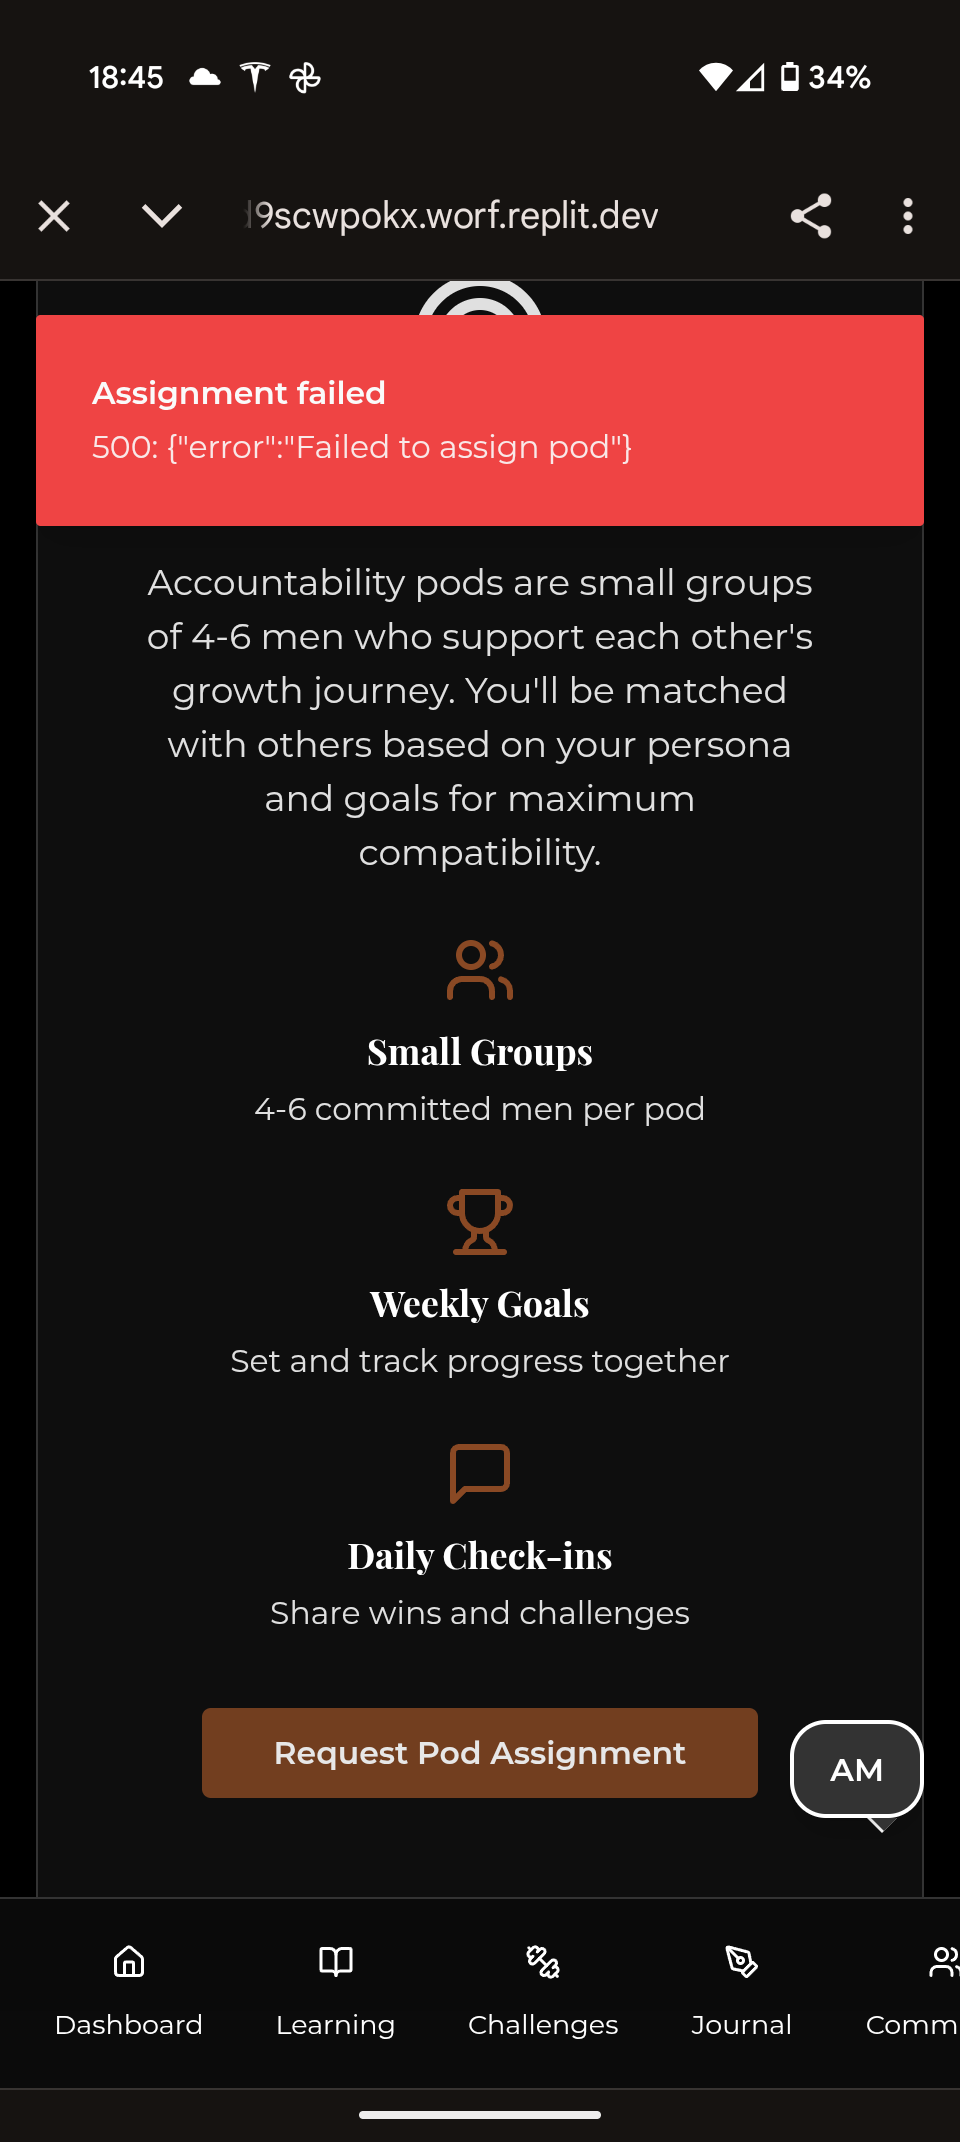 18:45
34%
9scwpokx.worf.replit.dev
Assignment failed
500: {"error":"Failed to assign pod"}
Accountability pods are small groups
of 4-6 men who support each other's
growth journey. You'll be matched
with others based on your persona
and goals for maximum
compatibility.
Small Groups
4-6 committed men per pod
Weekly Goals
Set and track progress together
Daily Check-ins
Share wins and challenges
Request Pod Assignment
AM
Dashboard
Learning
Challenges
Journal
Comm